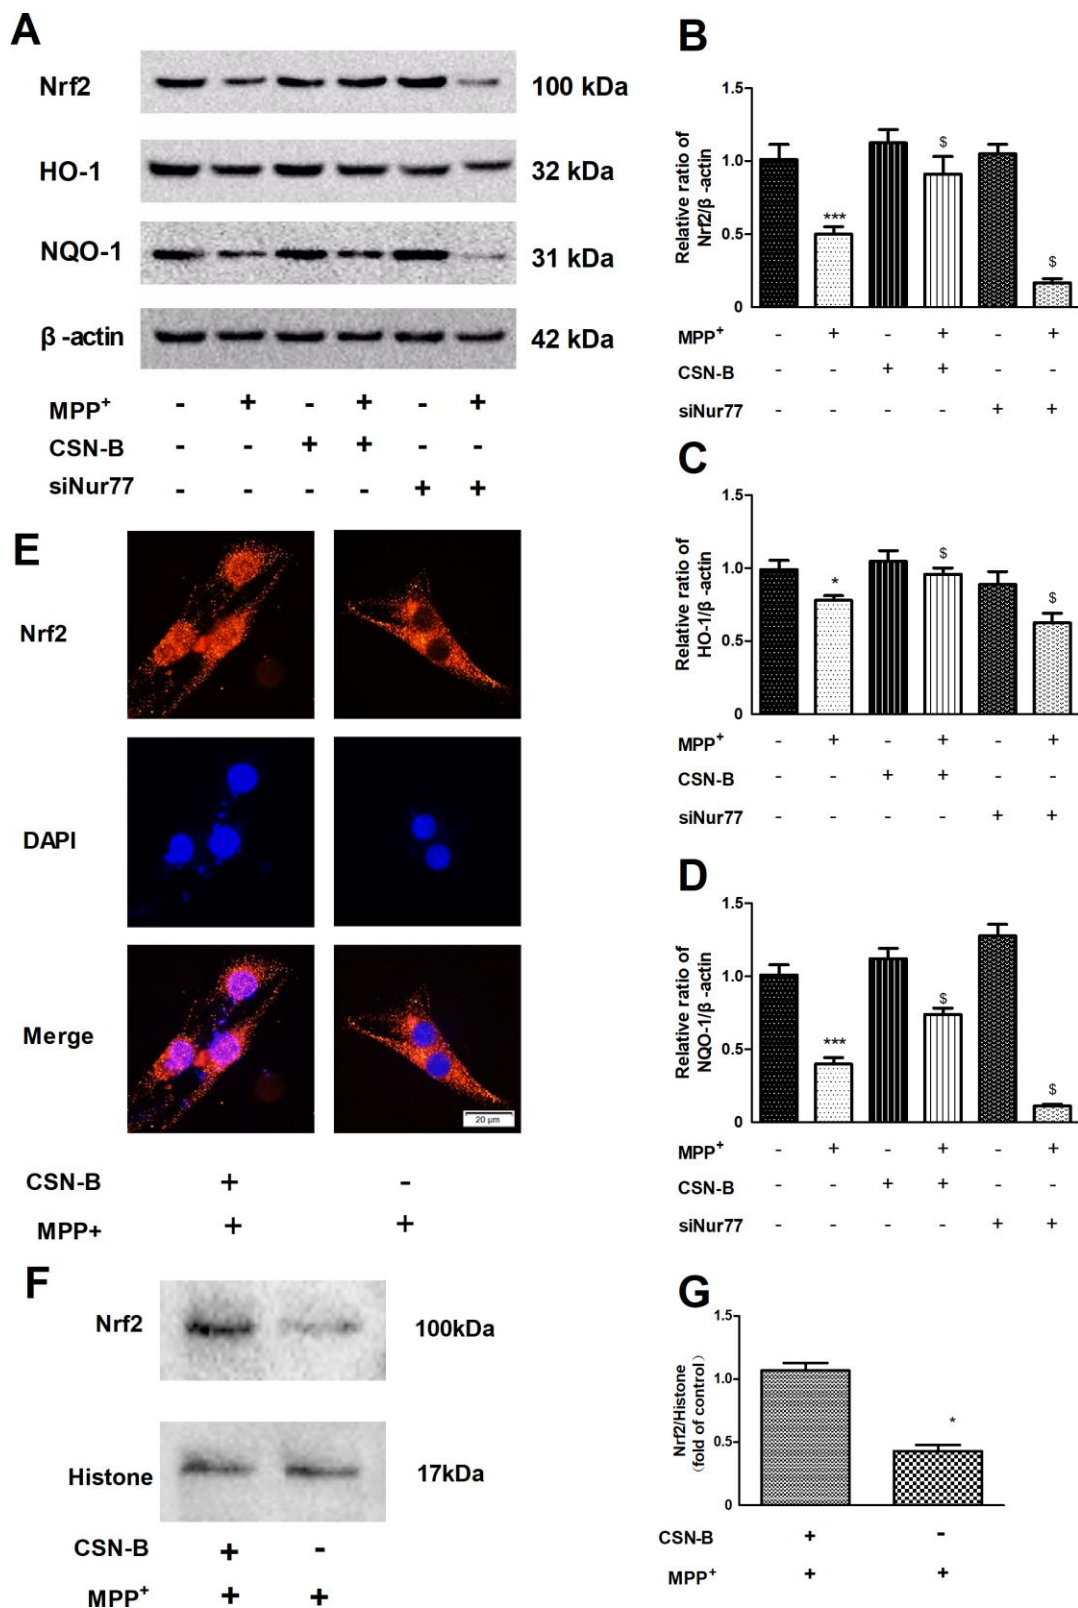 A
Nrf2 100 kDa
HO-1 32 kDa
NQO-1 31 kDa
β -actin 42 kDa
MPP+ - + - + - +
CSN-B - - + + - -
siNur77 - - - - + +
B
Relative ratio of
Nrf2/β -actin
1.5
1.0
0.5
0
***
$
$
MPP+ - + - + - +
CSN-B - - + + - -
siNur77 - - - - + +
C
Relative ratio of
HO-1/β -actin
1.5
1.0
0.5
0
*
$
$
MPP+ - + - + - +
CSN-B - - + + - -
siNur77 - - - - + +
D
Relative ratio of
NQO-1/β -actin
1.5
1.0
0.5
0
***
$
$
MPP+ - + - + - +
CSN-B - - + + - -
siNur77 - - - - + +
E
Nrf2
DAPI
Merge
20 µm
CSN-B + -
MPP+ + +
F
Nrf2 100kDa
Histone 17kDa
CSN-B + -
MPP+ + +
G
Nrf2/Histone
(fold of control)
1.5
1.0
0.5
0
*
CSN-B + -
MPP+ + +